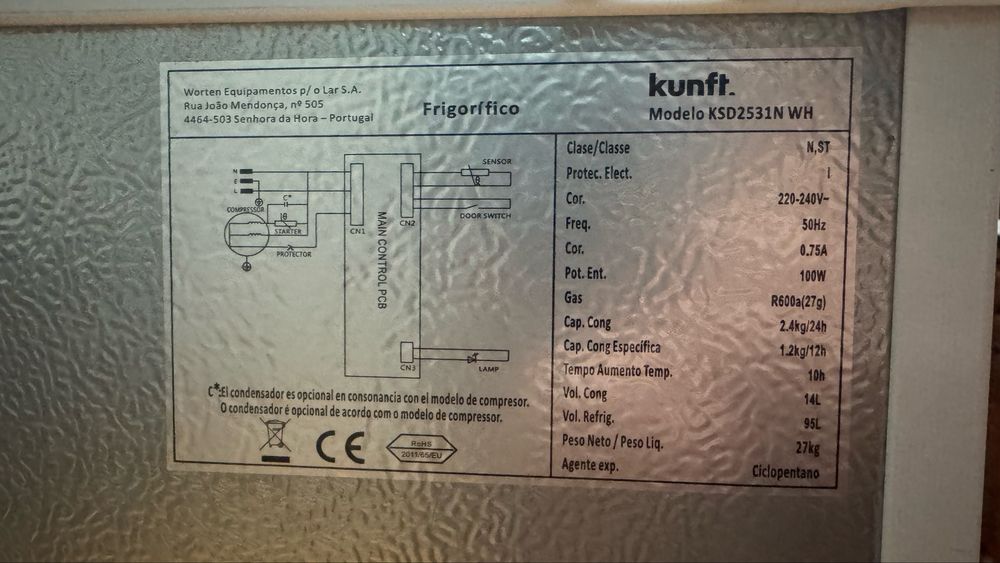 Worten Equipamentos p/ o Lar S.A.
Rua João Mendonça, nº 505
4464-503 Senhora da Hora – Portugal
Frigorífico
kunft.
Modelo KSD2531N WH
N
E
L
C*
COMPRESSOR
θ
STARTER
PROTECTOR
CN1
MAIN CONTROL PCB
CN2
SENSOR
θ
DOOR SWITCH
CN3
LAMP
C*:El condensador es opcional en consonancia con el modelo de compresor.
O condensador é opcional de acordo com o modelo de compressor.
CE
RoHS
2011/65/EU
Clase/Classe N,ST
Protec. Elect. I
Cor. 220-240V~
Freq. 50Hz
Cor. 0.75A
Pot. Ent. 100W
Gas R600a(27g)
Cap. Cong 2.4kg/24h
Cap. Cong Específica 1.2kg/12h
Tempo Aumento Temp. 10h
Vol. Cong 14L
Vol. Refrig. 95L
Peso Neto / Peso Liq. 27kg
Agente exp. Ciclopentano